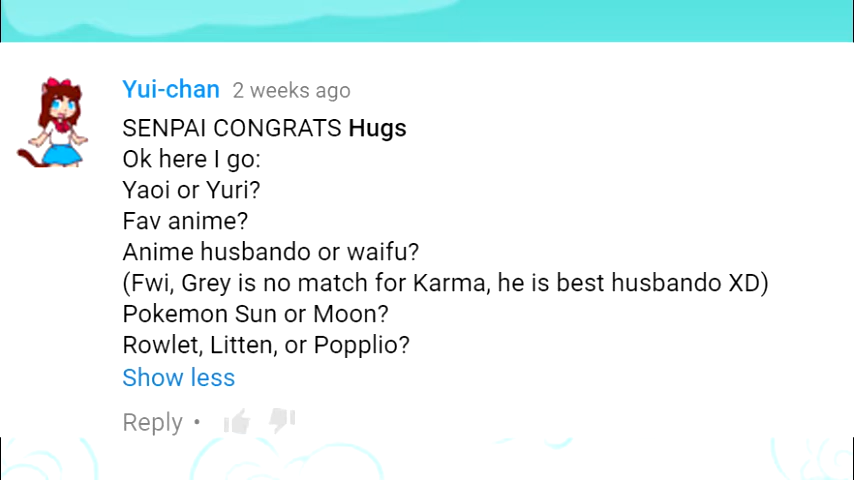 Yui-chan 2 weeks ago
SENPAI CONGRATS Hugs
Ok here I go:
Yaoi or Yuri?
Fav anime?
Anime husbando or waifu?
(Fwi, Grey is no match for Karma, he is best husbando XD)
Pokemon Sun or Moon?
Rowlet, Litten, or Popplio?
Show less
Reply •